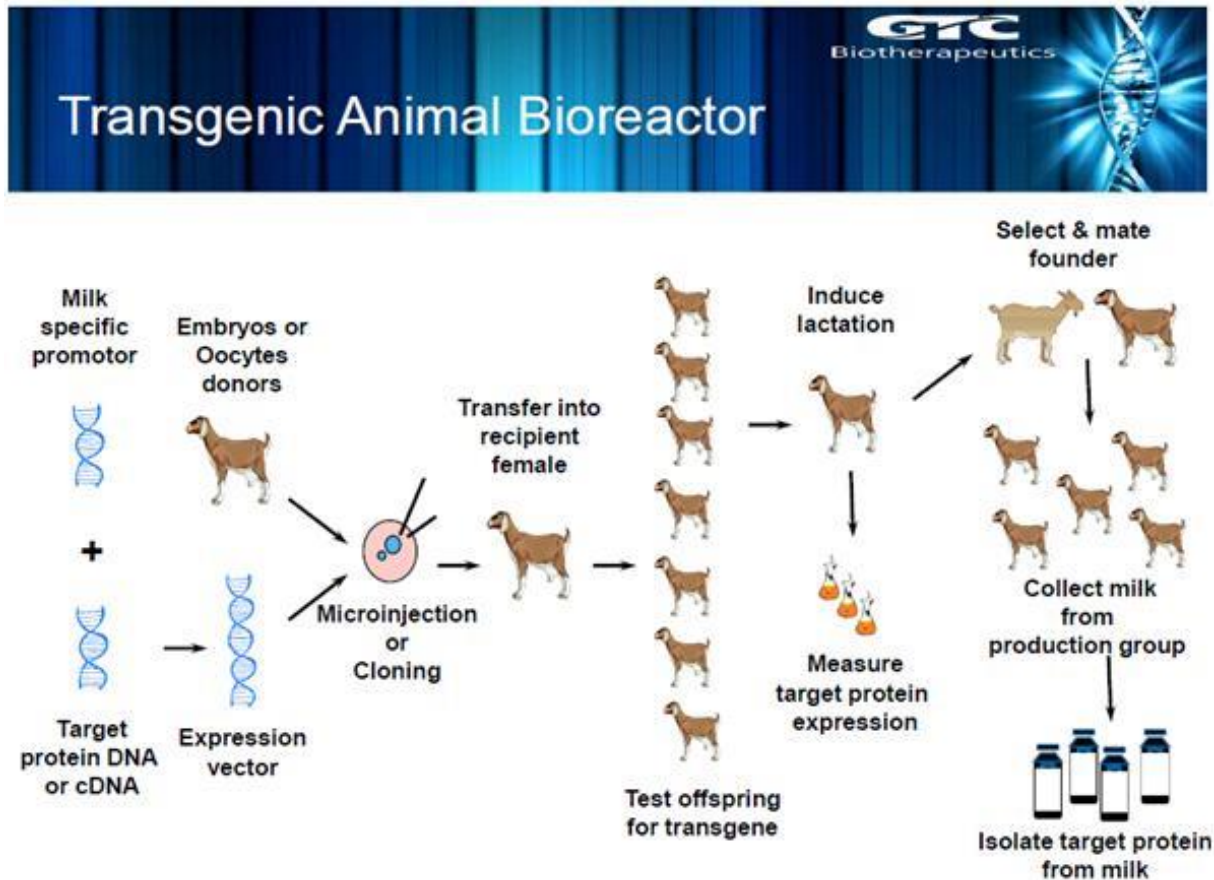 GTC
Biotherapeutics
Transgenic Animal Bioreactor
Milk
specific
promotor
+
Target
protein DNA
or cDNA
Embryos or
Oocytes
donors
Expression
vector
Microinjection
or
Cloning
Transfer into
recipient
female
Test offspring
for transgene
Induce
lactation
Measure
target protein
expression
Select & mate
founder
Collect milk
from
production group
Isolate target protein
from milk